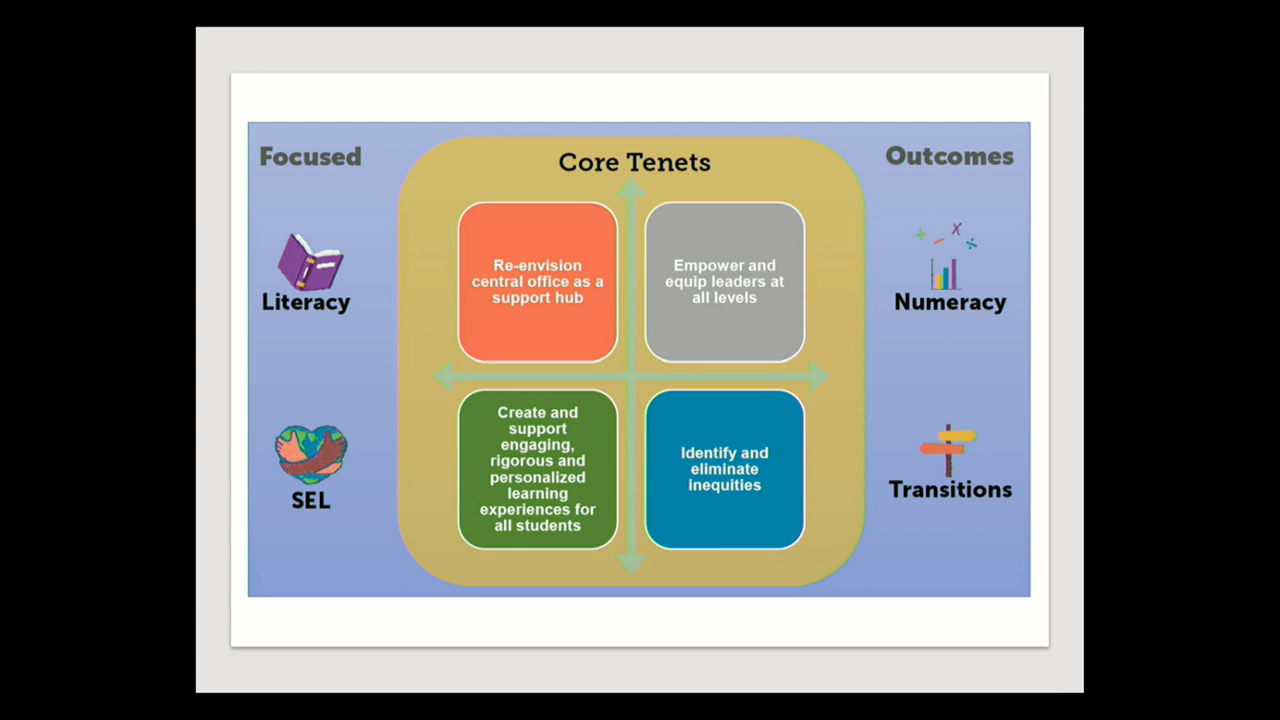 Focused
Core Tenets
Outcomes
Literacy
SEL
Re-envision
central office as a
support hub
Empower and
equip leaders at
all levels
Create and
support
engaging,
rigorous and
personalized
learning
experiences for
all students
Identify and
eliminate
inequities
Numeracy
Transitions